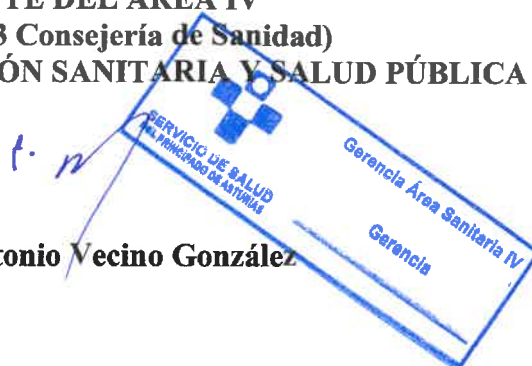 TE DEL ÁREA IV
3 Consejería de Sanidad)
ÓN SANITARIA Y SALUD PÚBLICA
SERVICIO DE SALUD
DEL PRINCIPADO DE ASTURIAS
Gerencia Área Sanitaria IV
Gerencia
tonio Vecino González